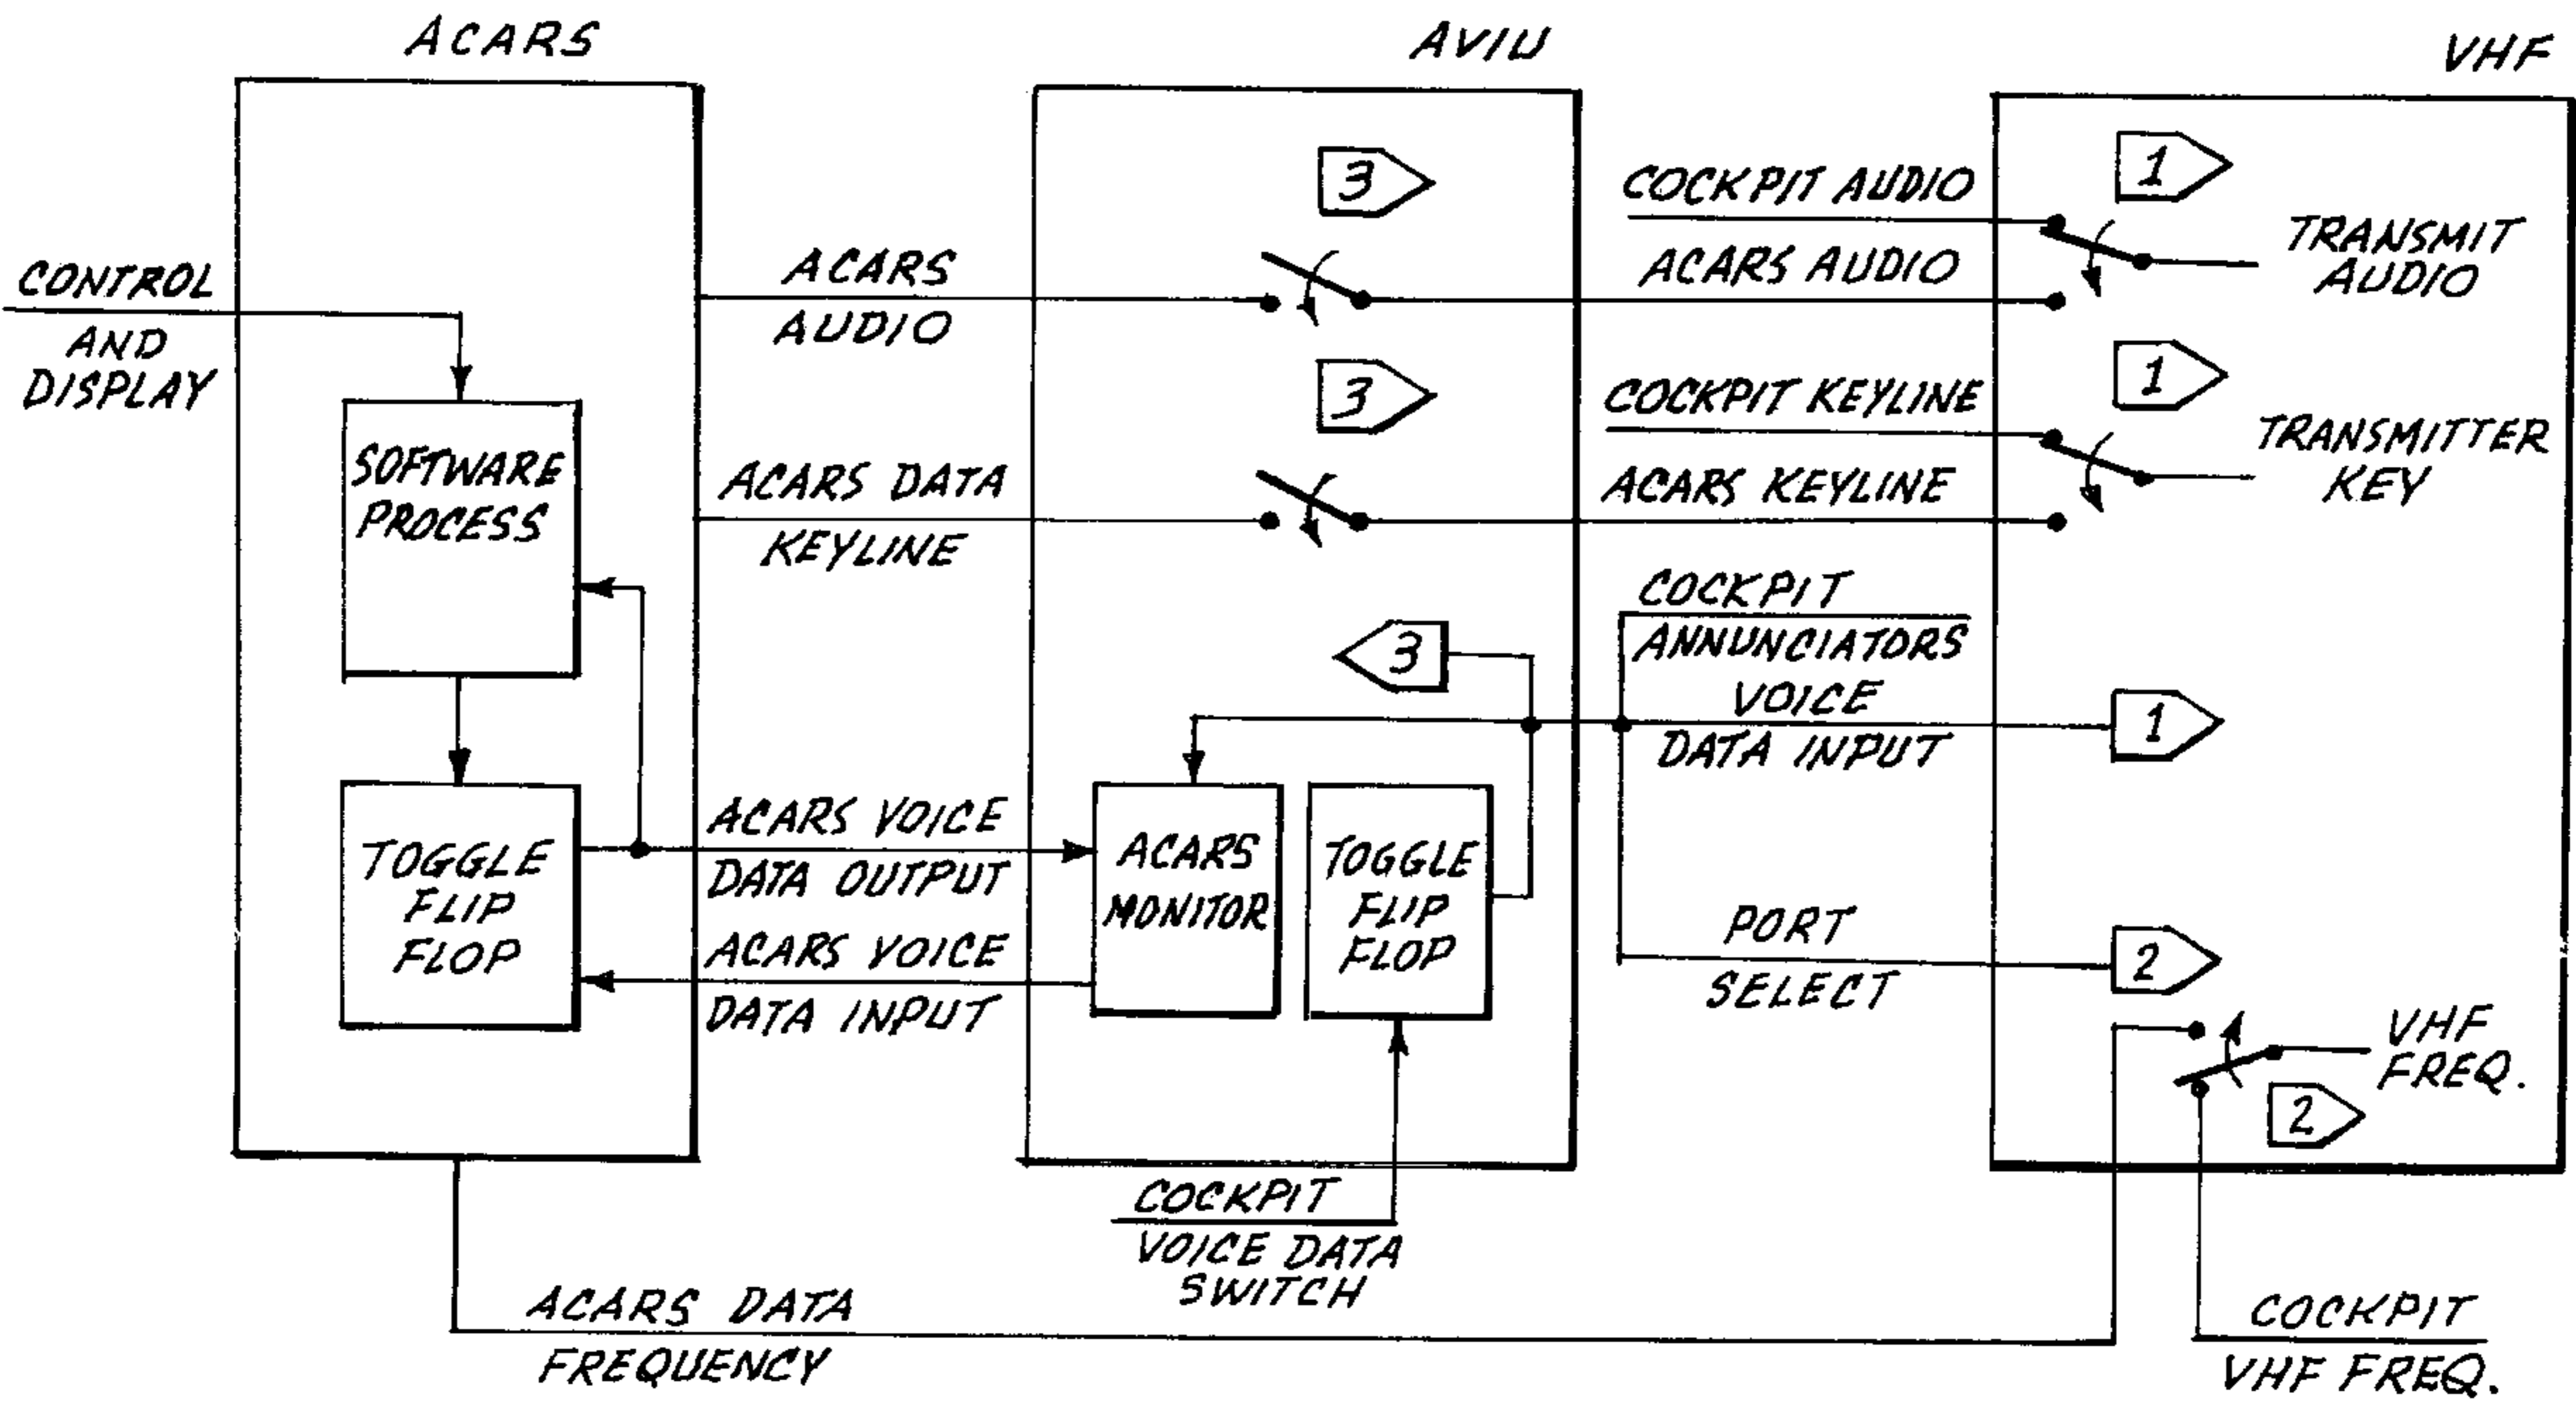 ACARS
AVIU
VHF
CONTROL
AND
DISPLAY
SOFTWARE
PROCESS
TOGGLE
FLIP
FLOP
ACARS
AUDIO
ACARS DATA
KEYLINE
ACARS VOICE
DATA OUTPUT
ACARS VOICE
DATA INPUT
3
3
3
ACARS
MONITOR
TOGGLE
FLIP
FLOP
COCKPIT
VOICE DATA
SWITCH
COCKPIT AUDIO
ACARS AUDIO
COCKPIT KEYLINE
ACARS KEYLINE
COCKPIT
ANNUNCIATORS
VOICE
DATA INPUT
PORT
SELECT
1
TRANSMIT
AUDIO
1
TRANSMITTER
KEY
1
2
VHF
FREQ.
2
ACARS DATA
FREQUENCY
COCKPIT
VHF FREQ.